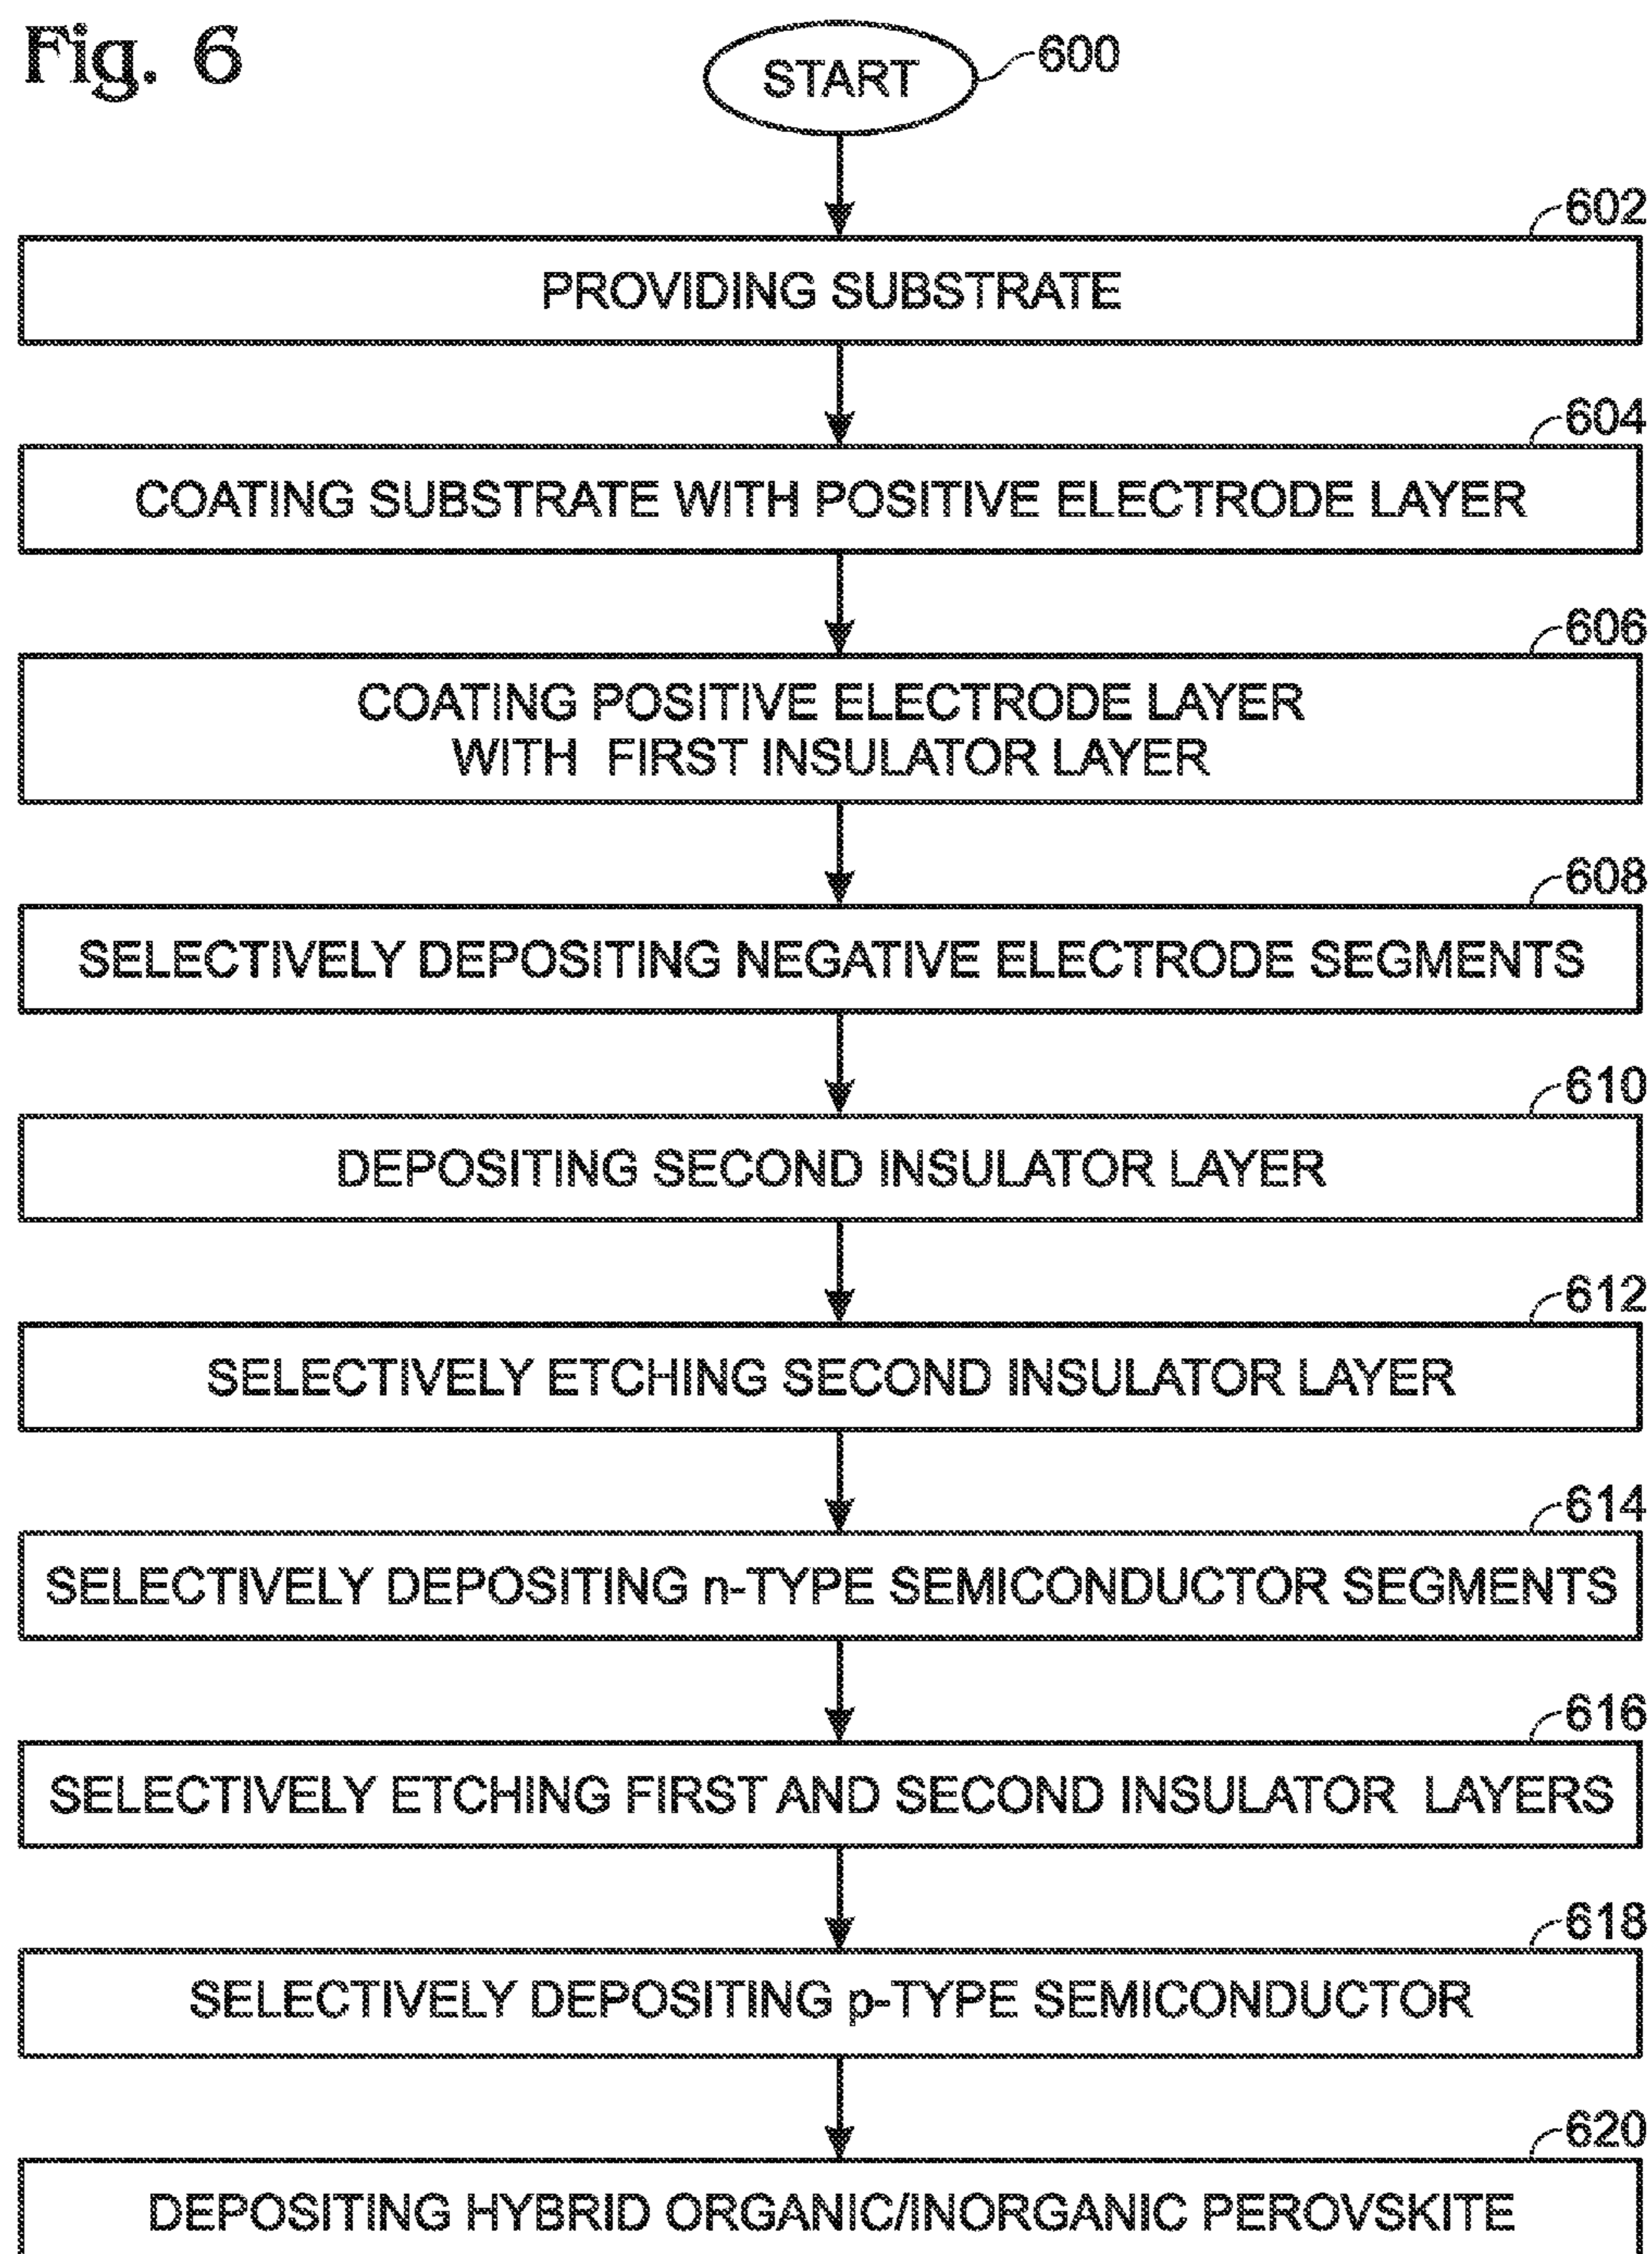 Fig. 6
START
600
602
PROVIDING SUBSTRATE
604
COATING SUBSTRATE WITH POSITIVE ELECTRODE LAYER
606
COATING POSITIVE ELECTRODE LAYER
WITH FIRST INSULATOR LAYER
608
SELECTIVELY DEPOSITING NEGATIVE ELECTRODE SEGMENTS
610
DEPOSITING SECOND INSULATOR LAYER
612
SELECTIVELY ETCHING SECOND INSULATOR LAYER
614
SELECTIVELY DEPOSITING n-TYPE SEMICONDUCTOR SEGMENTS
616
SELECTIVELY ETCHING FIRST AND SECOND INSULATOR LAYERS
618
SELECTIVELY DEPOSITING p-TYPE SEMICONDUCTOR
620
DEPOSITING HYBRID ORGANIC/INORGANIC PEROVSKITE